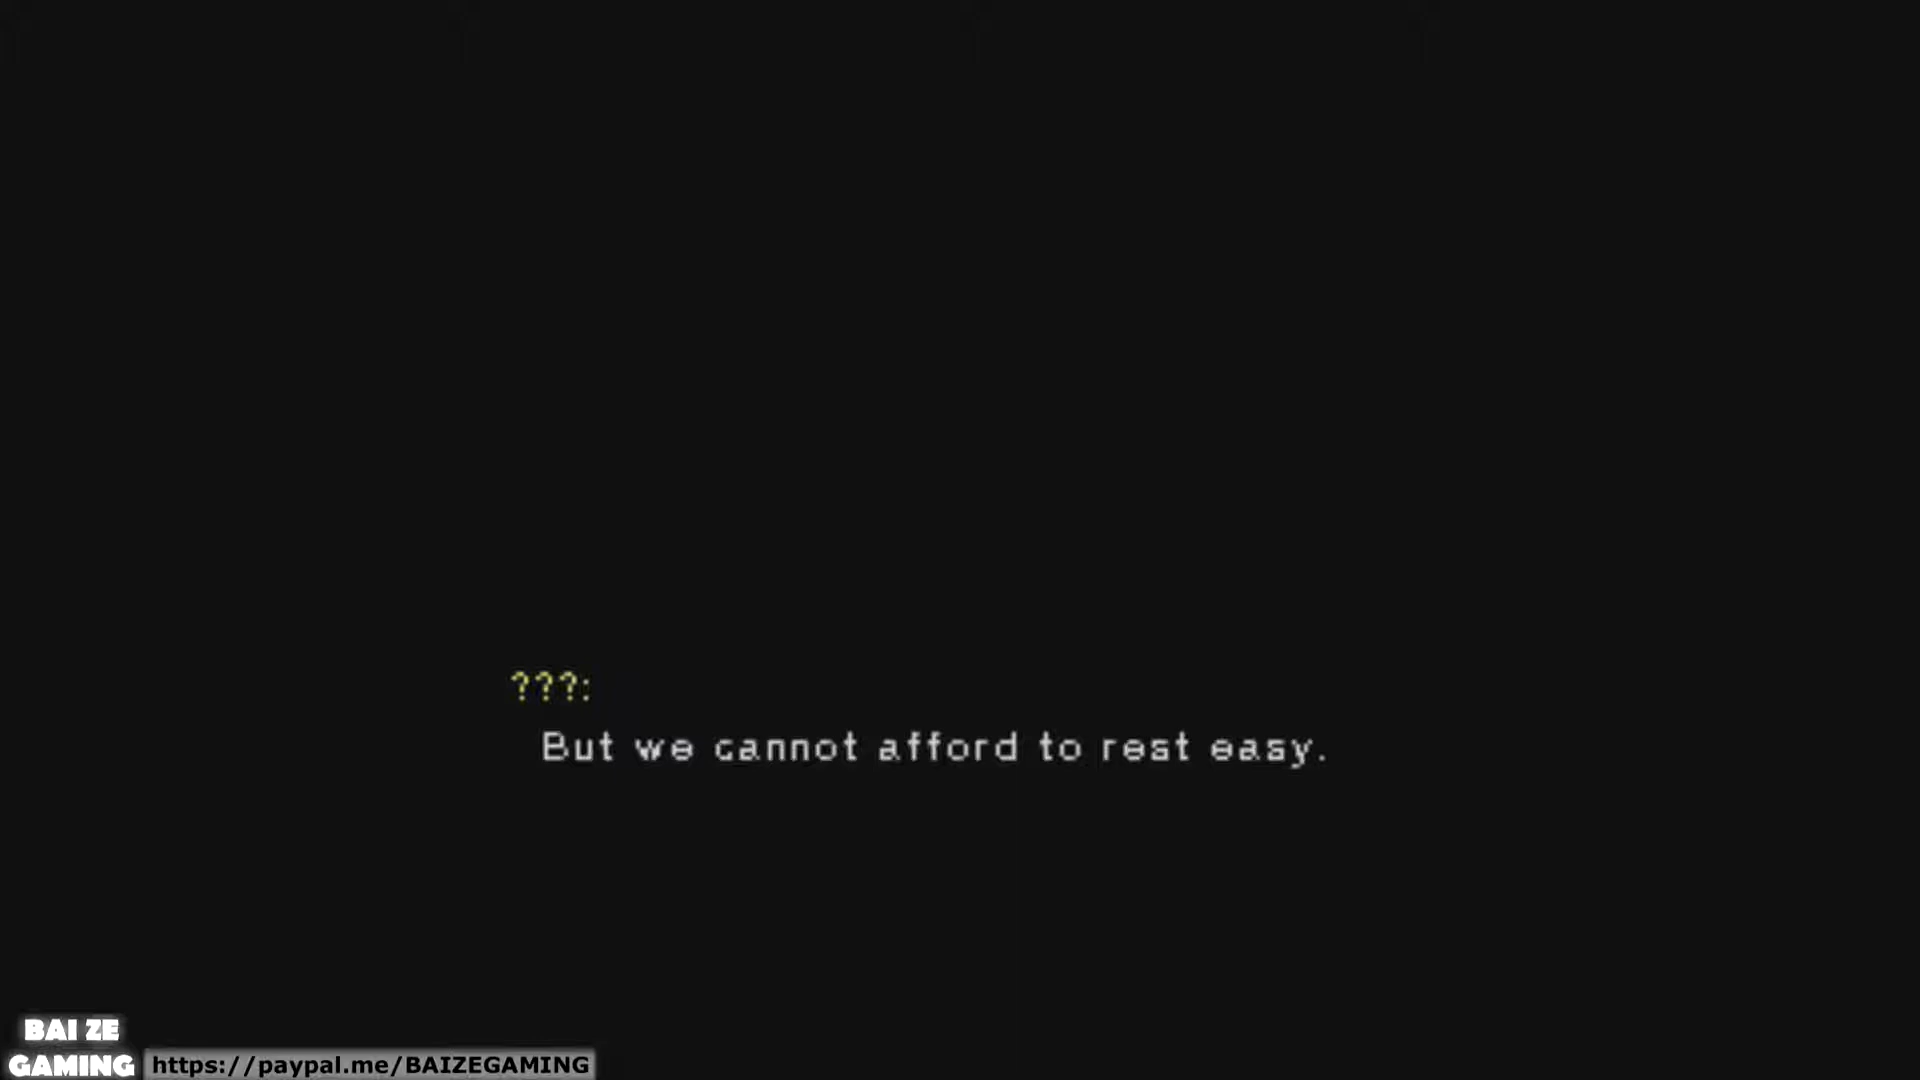 ???:
But we cannot afford to rest easy.
BAI ZE
GAMING
https://paypal.me/BAIZEGAMING